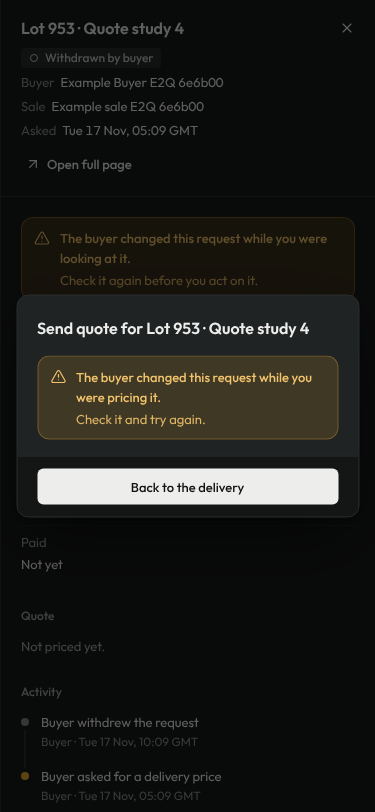 Lot 953 · Quote study 4
Withdrawn by buyer
Buyer Example Buyer E2Q 6e6b00
Sale Example sale E2Q 6e6b00
Asked Tue 17 Nov, 05:09 GMT
Open full page
The buyer changed this request while you were
looking at it.
Check it again before you act on it.
Send quote for Lot 953 · Quote study 4
The buyer changed this request while you
were pricing it.
Check it and try again.
Back to the delivery
Paid
Not yet
Quote
Not priced yet.
Activity
Buyer withdrew the request
Buyer · Tue 17 Nov, 10:09 GMT
Buyer asked for a delivery price
Buyer · Tue 17 Nov, 05:09 GMT